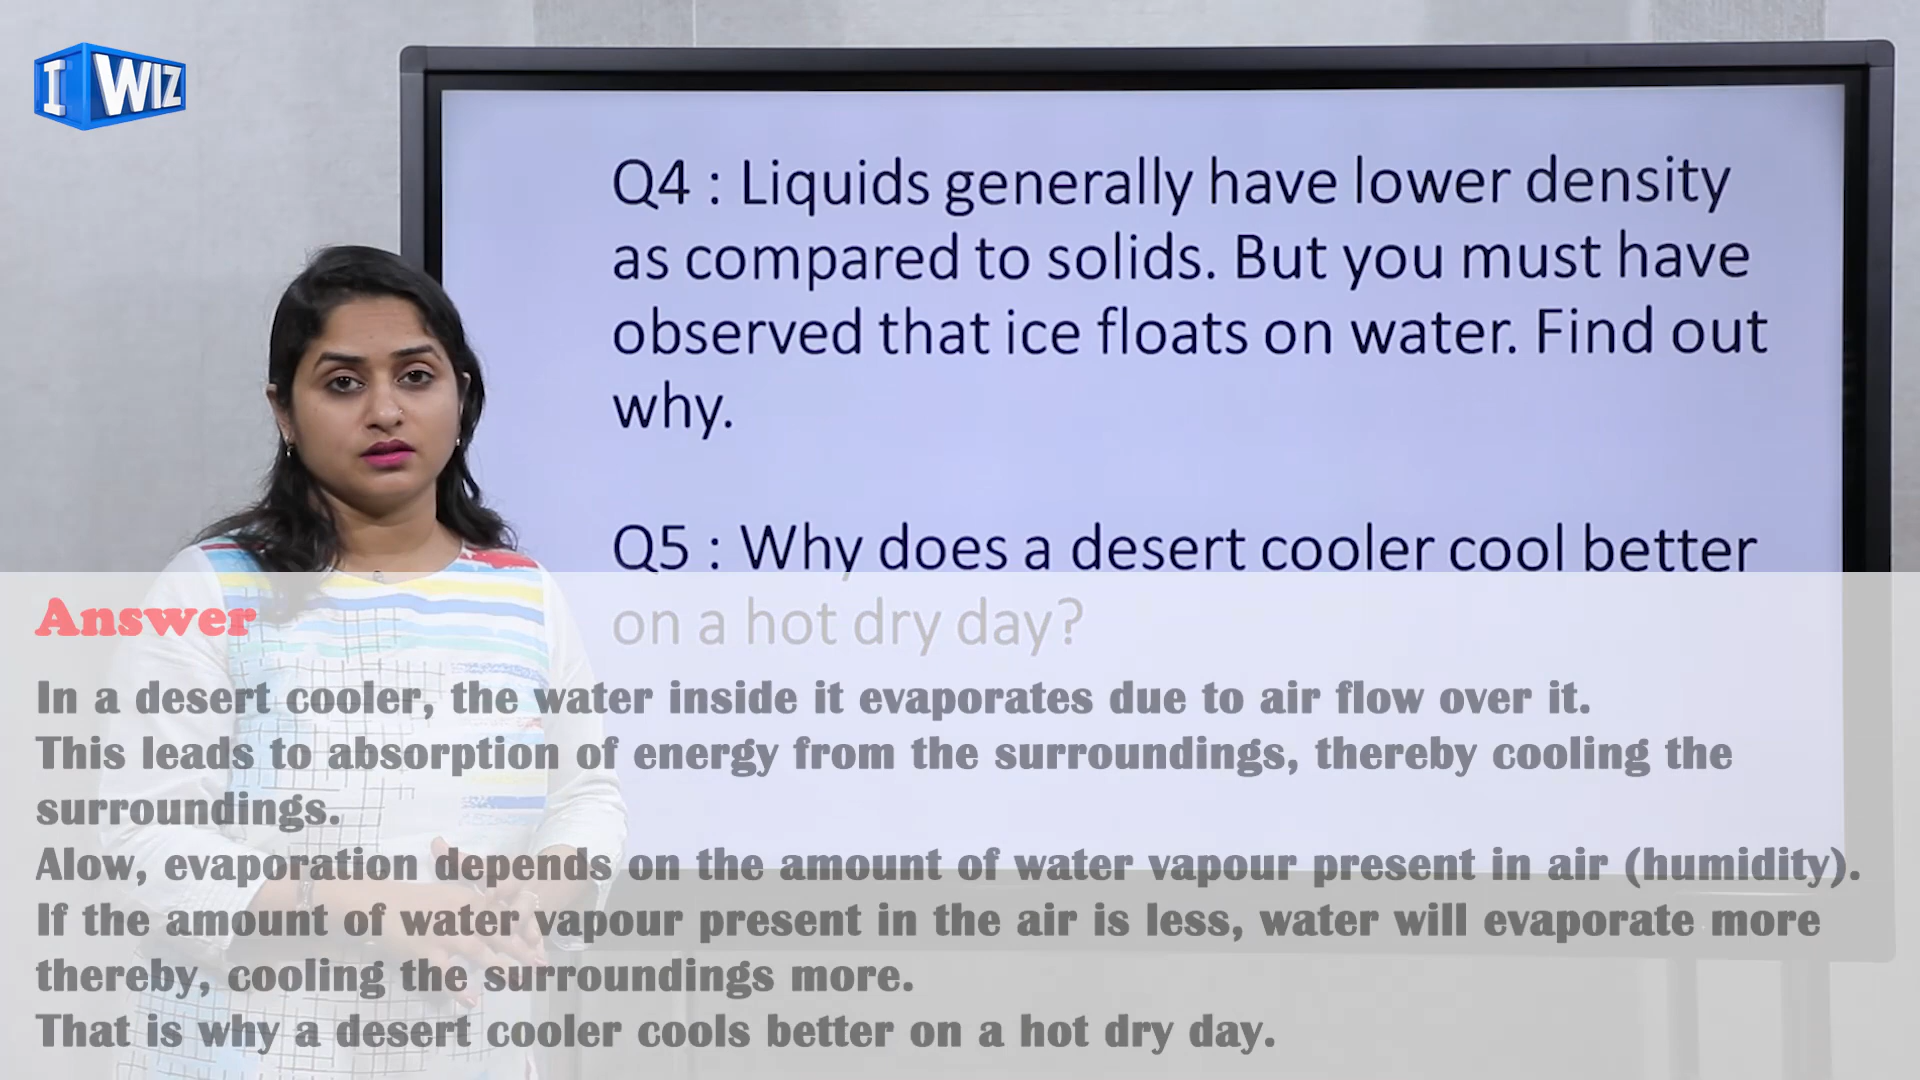 I WIZ
Q4 : Liquids generally have lower density
as compared to solids. But you must have
observed that ice floats on water. Find out
why.
Q5 : Why does a desert cooler cool better
on a hot dry day?
Answer
In a desert cooler, the water inside it evaporates due to air flow over it.
This leads to absorption of energy from the surroundings, thereby cooling the
surroundings.
Alow, evaporation depends on the amount of water vapour present in air (humidity).
If the amount of water vapour present in the air is less, water will evaporate more
thereby, cooling the surroundings more.
That is why a desert cooler cools better on a hot dry day.